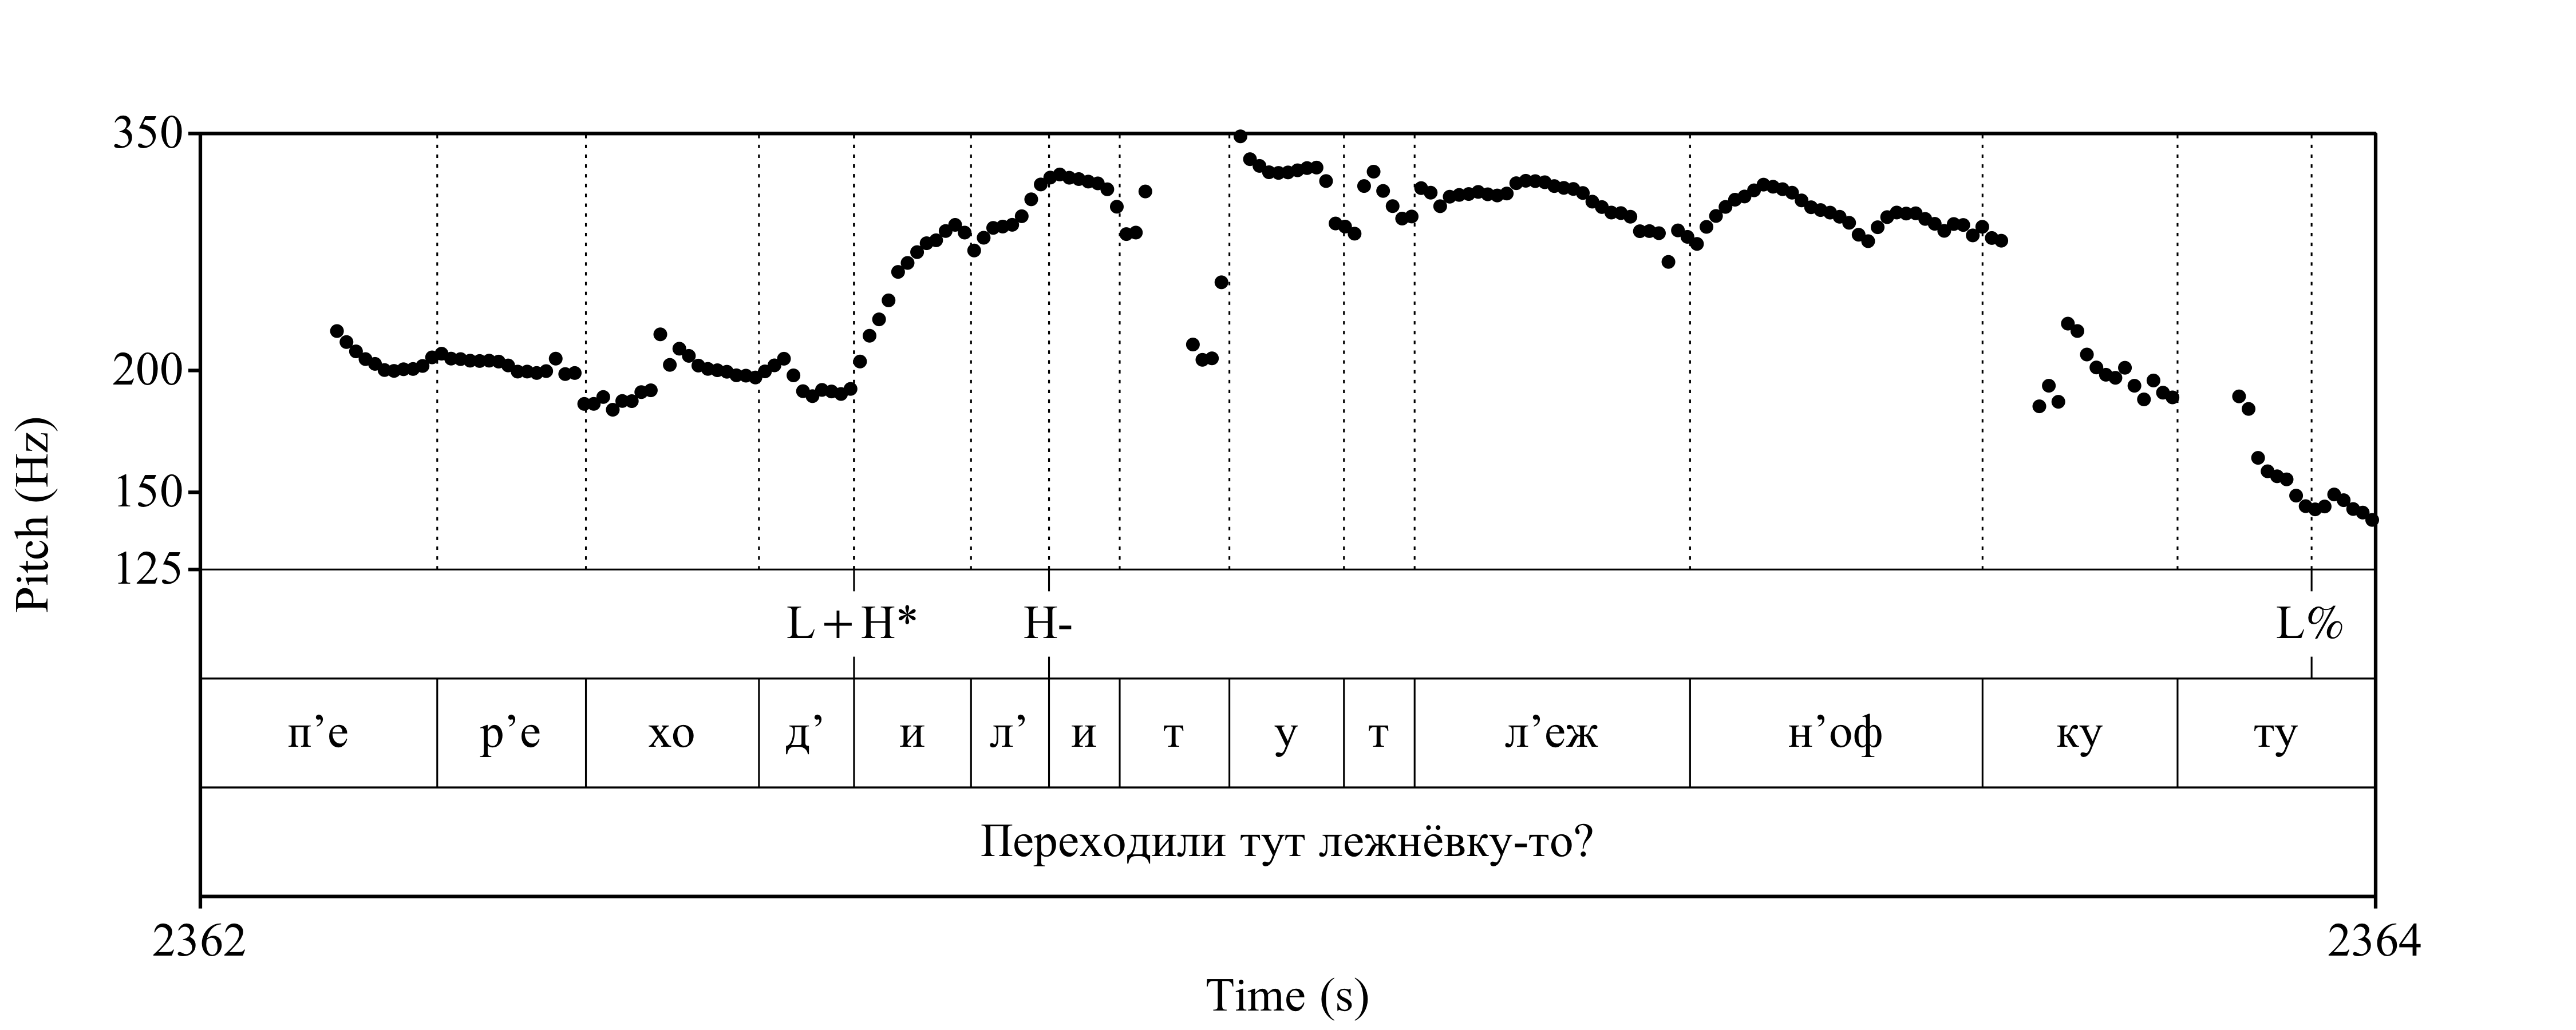 350
200
150
125
Pitch (Hz)
L+H* H- L%
п’е р’е хо д’ и л’ и т у т л’еж н’оф ку ту
Переходили тут лежнёвку-то?
2362 2364
Time (s)